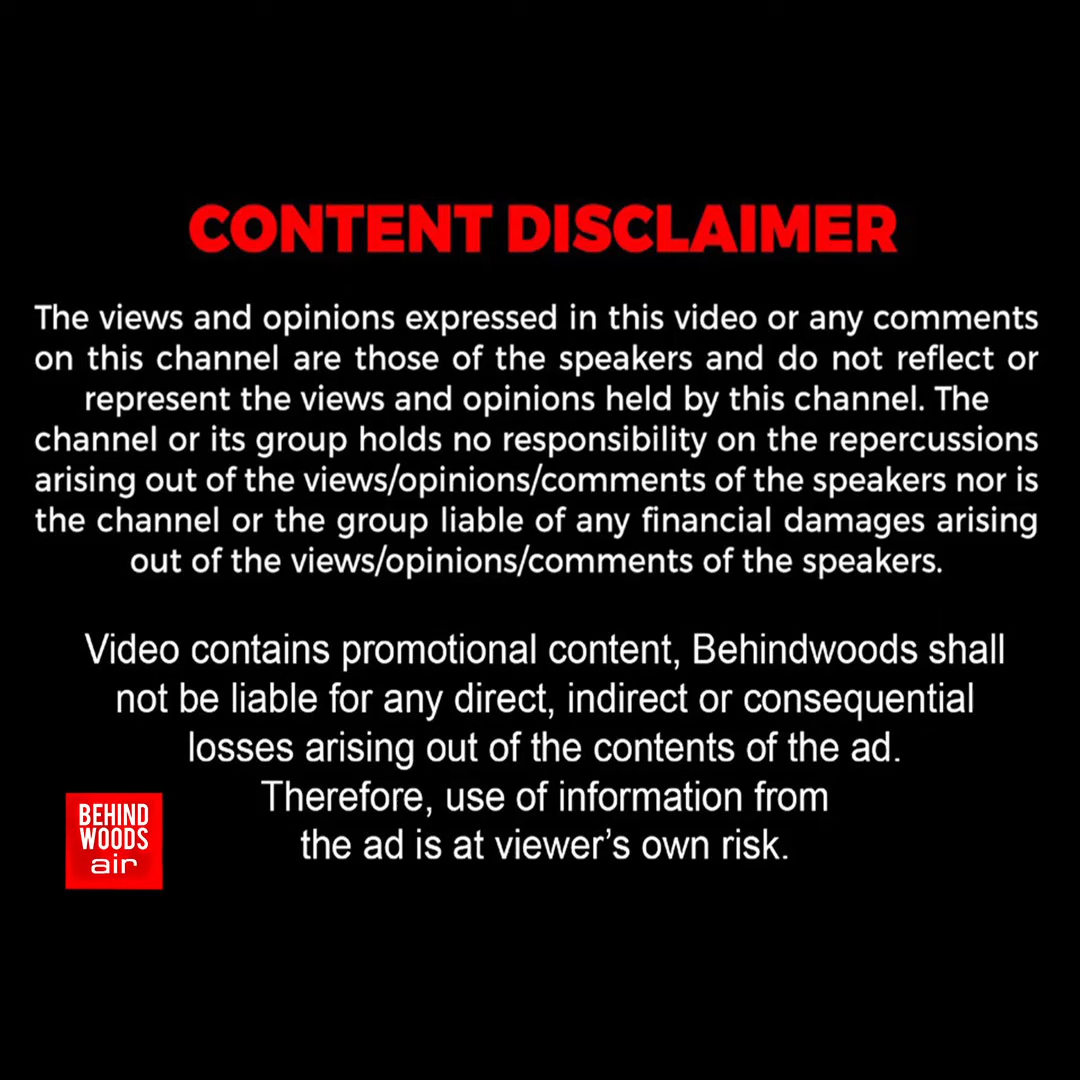 CONTENT DISCLAIMER
The views and opinions expressed in this video or any comments
on this channel are those of the speakers and do not reflect or
represent the views and opinions held by this channel. The
channel or its group holds no responsibility on the repercussions
arising out of the views/opinions/comments of the speakers nor is
the channel or the group liable of any financial damages arising
out of the views/opinions/comments of the speakers.
Video contains promotional content, Behindwoods shall
not be liable for any direct, indirect or consequential
losses arising out of the contents of the ad.
Therefore, use of information from
the ad is at viewer’s own risk.
BEHIND
WOODS
air